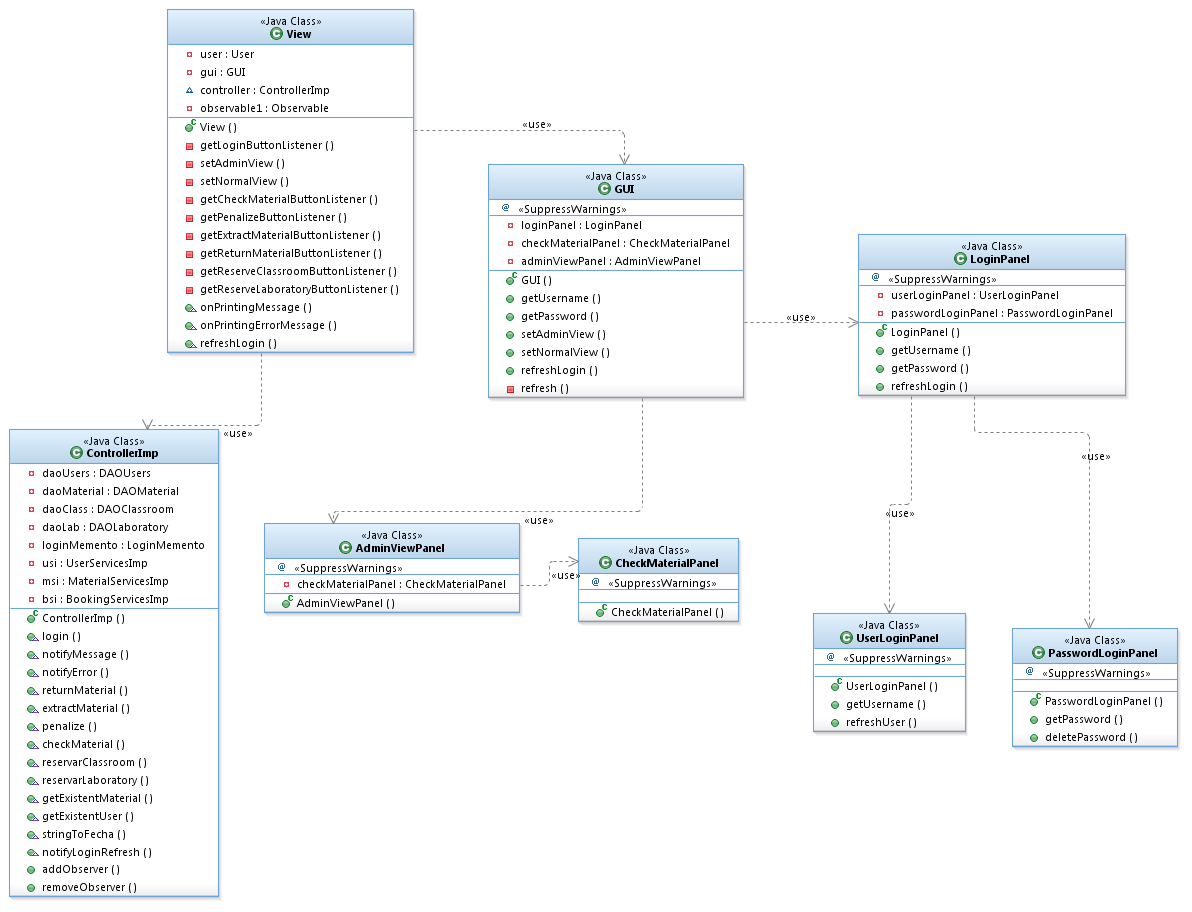 «Java Class»
View
user : User
gui : GUI
controller : ControllerImp
observable1 : Observable
View ()
getLoginButtonListener ()
setAdminView ()
setNormalView ()
getCheckMaterialButtonListener ()
getPenalizeButtonListener ()
getExtractMaterialButtonListener ()
getReturnMaterialButtonListener ()
getReserveClassroomButtonListener ()
getReserveLaboratoryButtonListener ()
onPrintingMessage ()
onPrintingErrorMessage ()
refreshLogin ()
«use»
«Java Class»
GUI
«SuppressWarnings»
loginPanel : LoginPanel
checkMaterialPanel : CheckMaterialPanel
adminViewPanel : AdminViewPanel
GUI ()
getUsername ()
getPassword ()
setAdminView ()
setNormalView ()
refreshLogin ()
refresh ()
«use»
«Java Class»
LoginPanel
«SuppressWarnings»
userLoginPanel : UserLoginPanel
passwordLoginPanel : PasswordLoginPanel
LoginPanel ()
getUsername ()
getPassword ()
refreshLogin ()
«use»
«Java Class»
ControllerImp
daoUsers : DAOUsers
daoMaterial : DAOMaterial
daoClass : DAOClassroom
daoLab : DAOLaboratory
loginMemento : LoginMemento
usi : UserServicesImp
msi : MaterialServicesImp
bsi : BookingServicesImp
ControllerImp ()
login ()
notifyMessage ()
notifyError ()
returnMaterial ()
extractMaterial ()
penalize ()
checkMaterial ()
reservarClassroom ()
reservarLaboratory ()
getExistentMaterial ()
getExistentUser ()
stringToFecha ()
notifyLoginRefresh ()
addObserver ()
removeObserver ()
«use»
«Java Class»
AdminViewPanel
«SuppressWarnings»
checkMaterialPanel : CheckMaterialPanel
AdminViewPanel ()
«use»
«Java Class»
CheckMaterialPanel
«SuppressWarnings»
CheckMaterialPanel ()
«use»
«use»
«Java Class»
UserLoginPanel
«SuppressWarnings»
UserLoginPanel ()
getUsername ()
refreshUser ()
«Java Class»
PasswordLoginPanel
«SuppressWarnings»
PasswordLoginPanel ()
getPassword ()
deletePassword ()